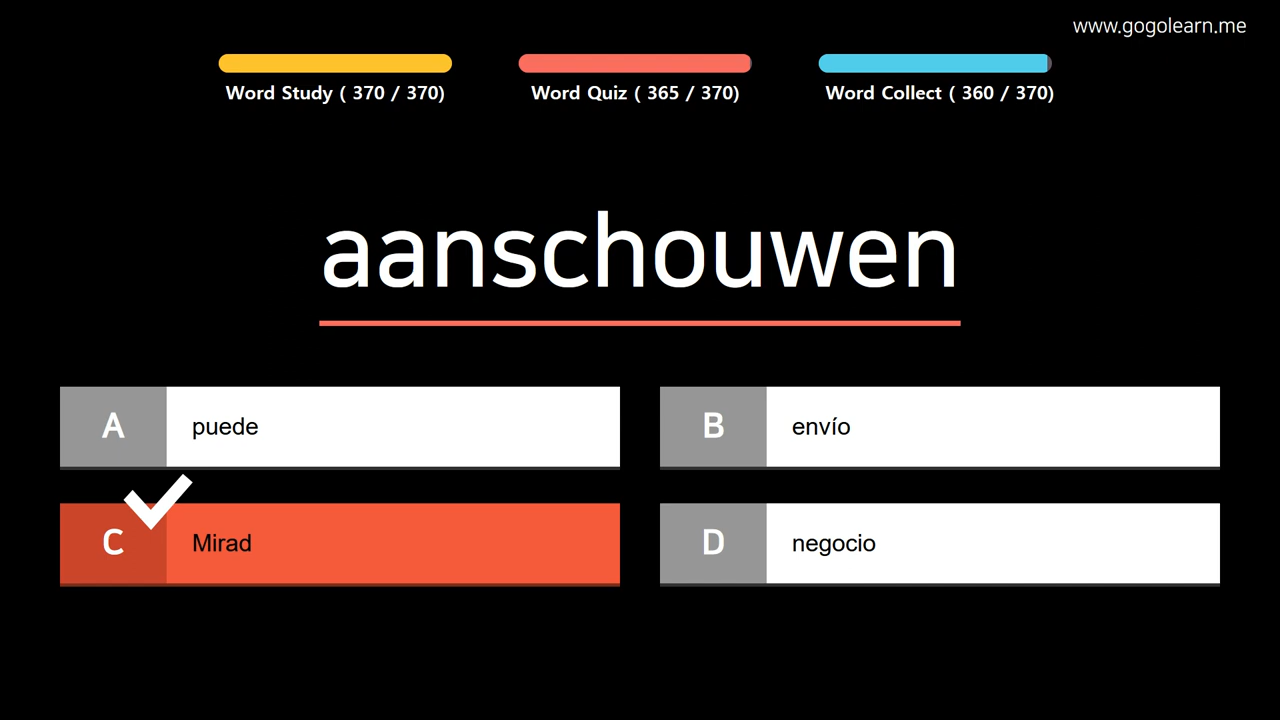 www.gogolearn.me
Word Study ( 370 / 370)
Word Quiz ( 365 / 370)
Word Collect ( 360 / 370)
aanschouwen
A
puede
B
envío
C
Mirad
D
negocio